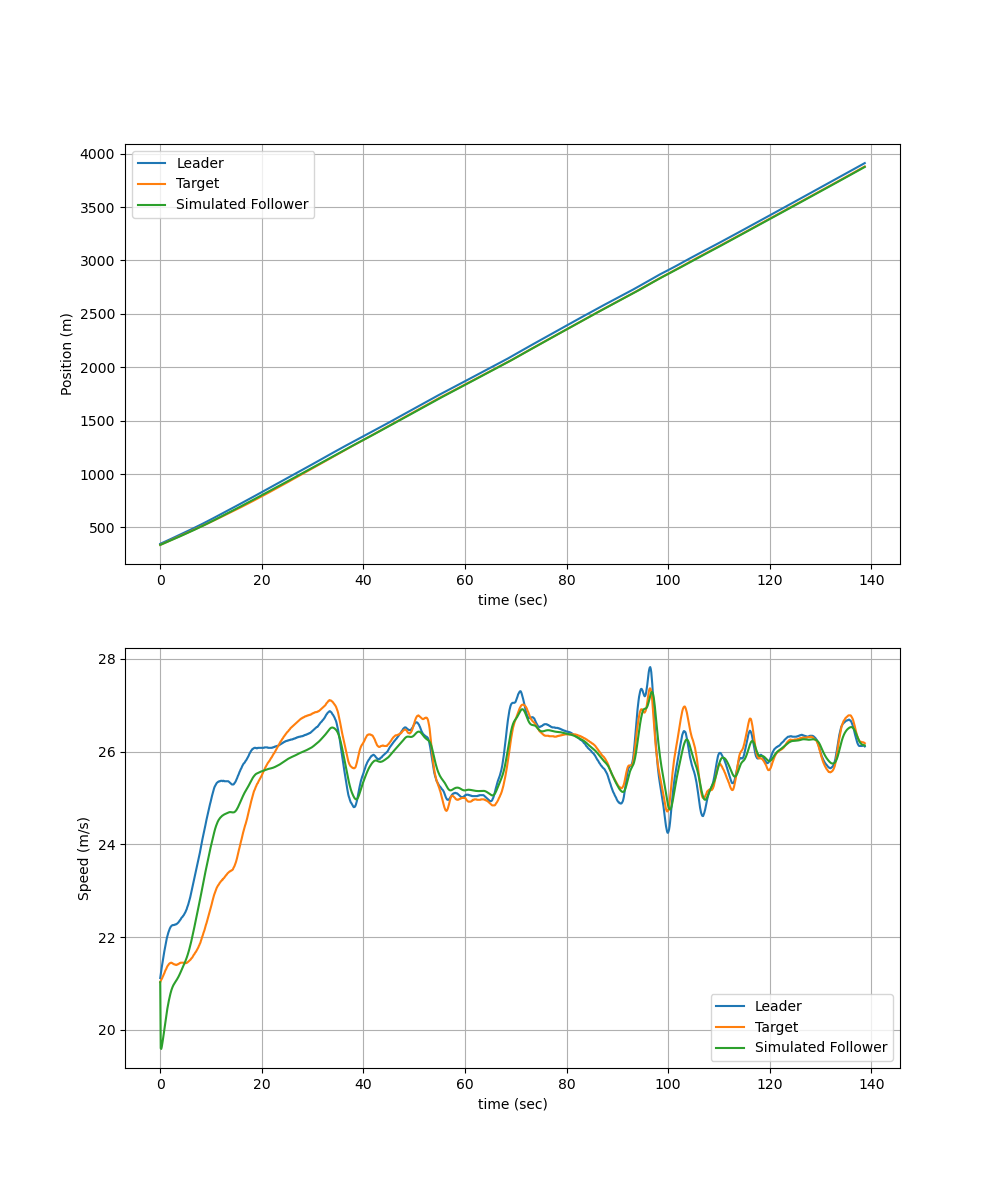 4000
3500
3000
2500
2000
1500
1000
500
Position (m)
Leader
Target
Simulated Follower
0 20 40 60 80 100 120 140
time (sec)
28
26
24
22
20
Speed (m/s)
Leader
Target
Simulated Follower
0 20 40 60 80 100 120 140
time (sec)